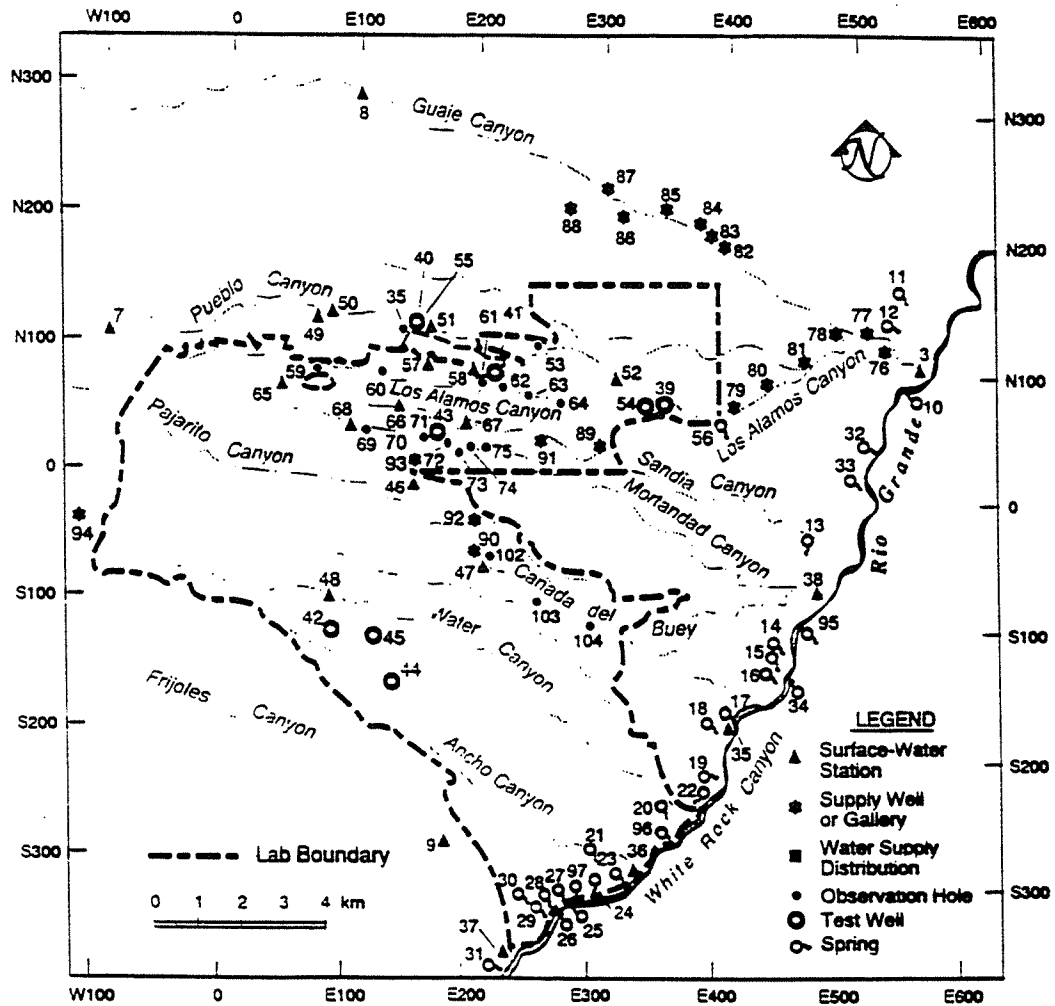 W100 0 E100 E200 E300 E400 E500 E600
N300
8
Guaje Canyon
N300
N
87
85
84
83
82
88
86
N200
N200
40
55
11
12
Pueblo Canyon
50
49
7
35
51
61
41
53
77
78
76
3
N100
N100
59
57
58
60
62
63
64
52
81
80
79
10
65
Los Alamos Canyon
54
39
56
Los Alamos Canyon
68
66
43
67
69
71
70
72
75
73
74
93
46
91
89
32
33
Pajarito Canyon
0
0
Sandia Canyon
Mortandad Canyon
Rio Grande
94
92
90
102
47
13
38
48
Cañada del Buey
S100
S100
42
45
44
Water Canyon
103
104
14
15
16
95
34
Frijoles Canyon
17
18
35
S200
S200
Ancho Canyon
19
22
20
96
White Rock Canyon
9
21
36
23
S300
S300
30
28
27
97
29
24
25
26
37
31
Lab Boundary
0 1 2 3 4 km
LEGEND
Surface-Water
Station
Supply Well
or Gallery
Water Supply
Distribution
Observation Hole
Test Well
Spring
W100 0 E100 E200 E300 E400 E500 E600